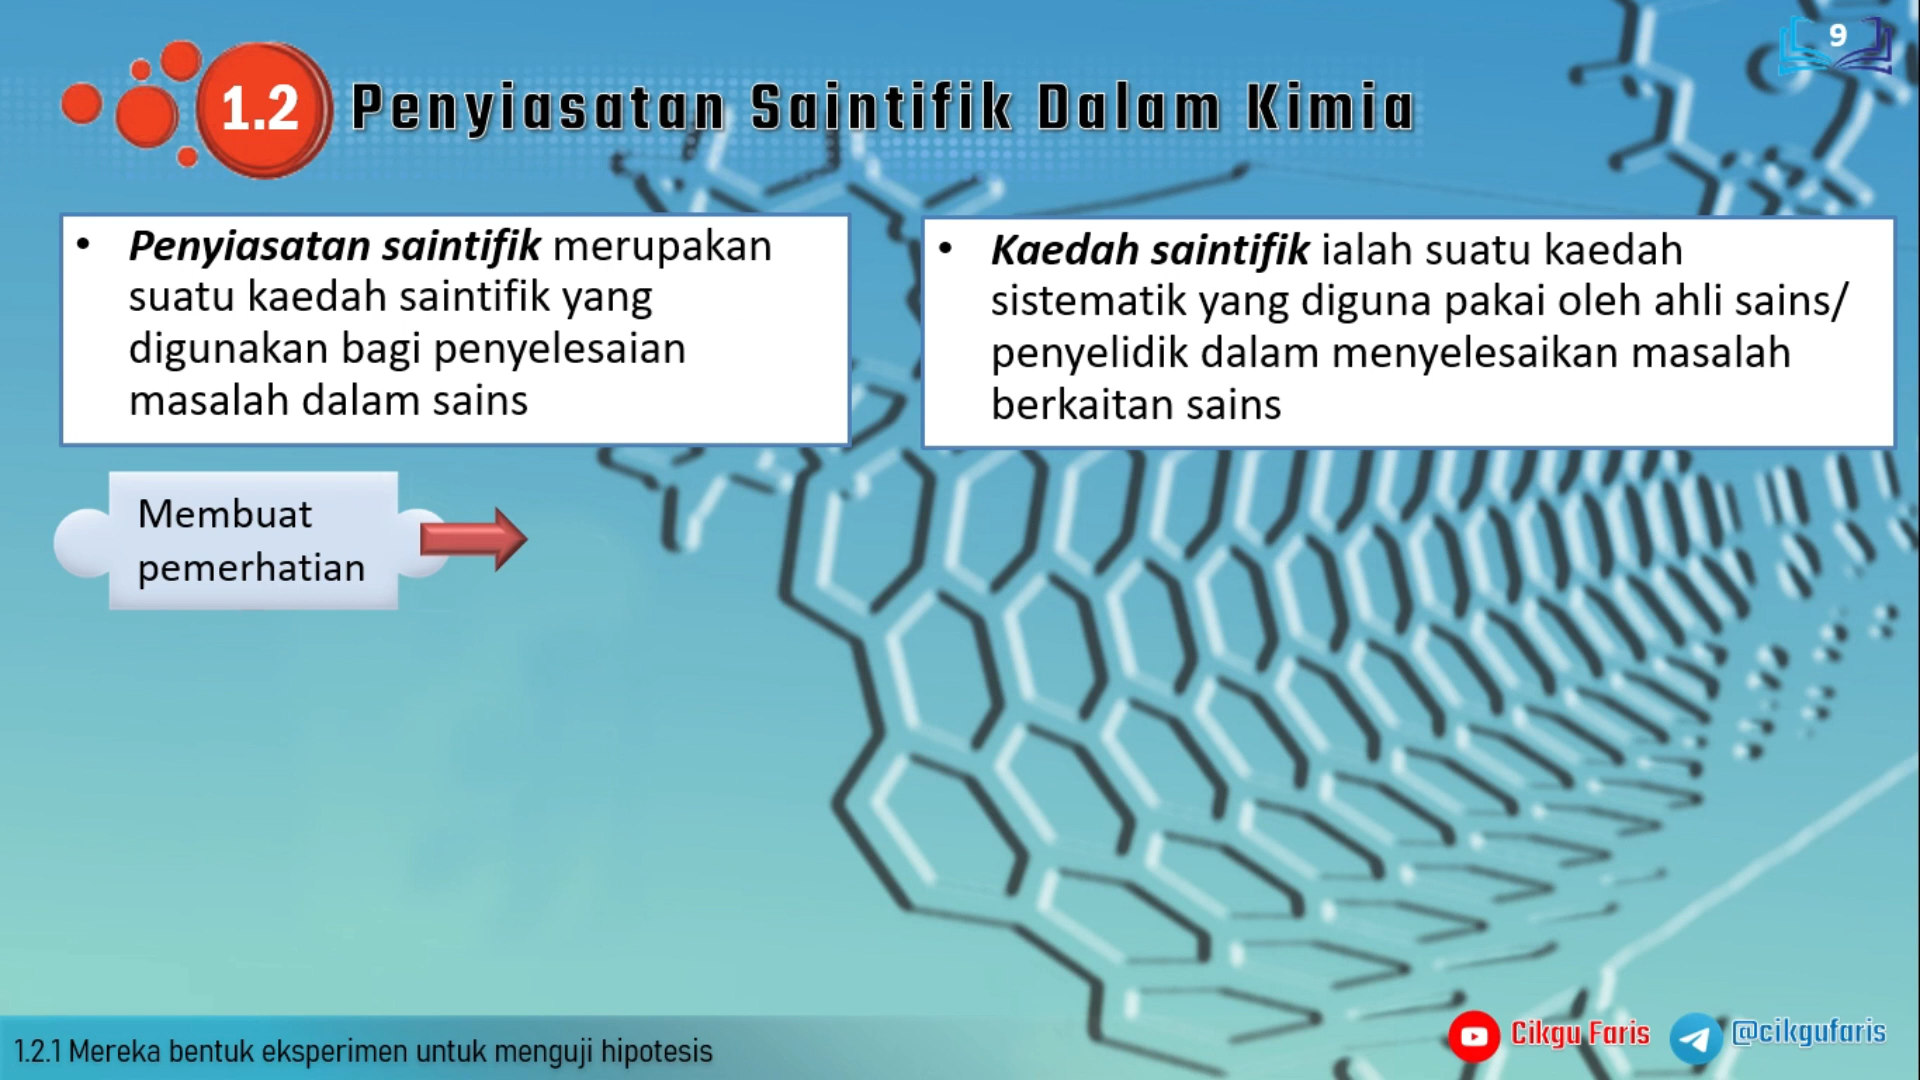 9
1.2 Penyiasatan Saintifik Dalam Kimia
• Penyiasatan saintifik merupakan
suatu kaedah saintifik yang
digunakan bagi penyelesaian
masalah dalam sains
• Kaedah saintifik ialah suatu kaedah
sistematik yang diguna pakai oleh ahli sains/
penyelidik dalam menyelesaikan masalah
berkaitan sains
Membuat
pemerhatian
1.2.1 Mereka bentuk eksperimen untuk menguji hipotesis
Cikgu Faris
@cikgufaris